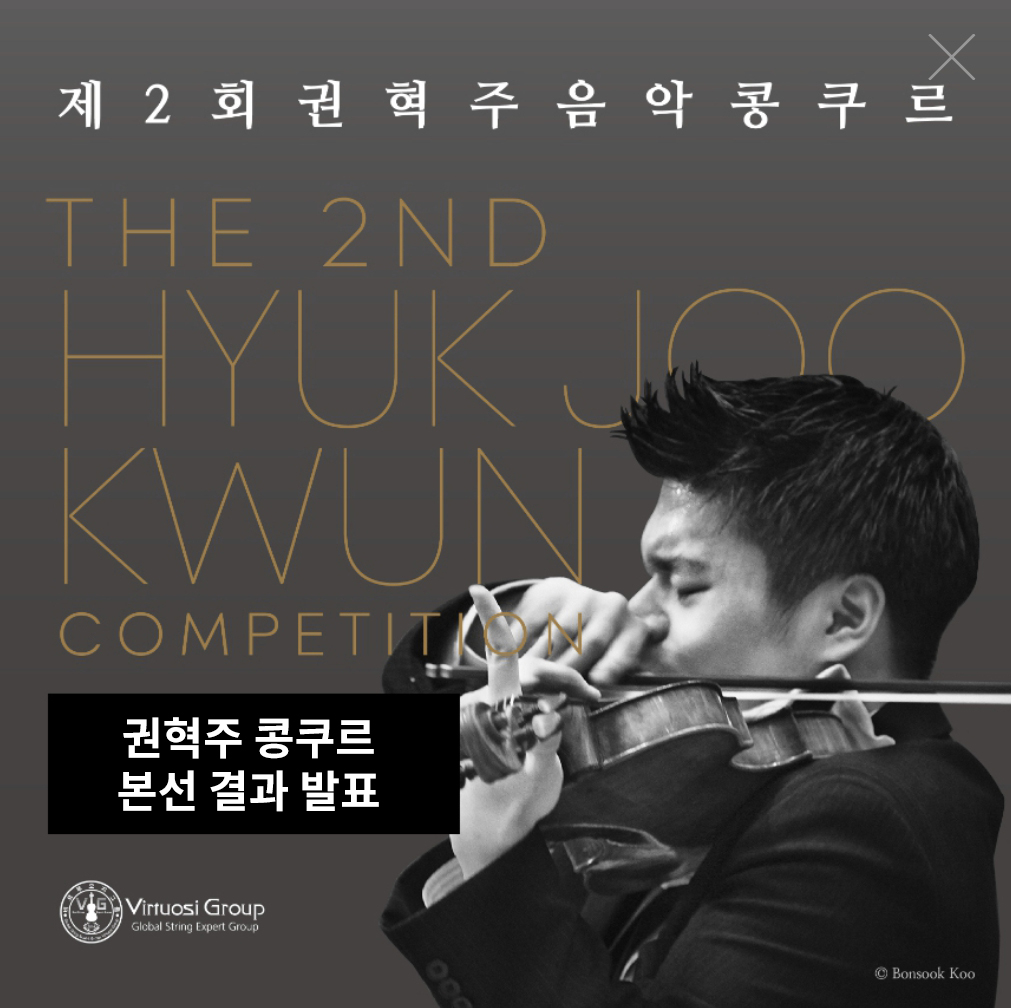 제2회권혁주음악콩쿠르
THE 2ND
HYUK JOO
KWUN
COMPETITION
권혁주 콩쿠르
본선 결과 발표
VG
Virtuosi Group
Global String Expert Group
© Bonsook Koo